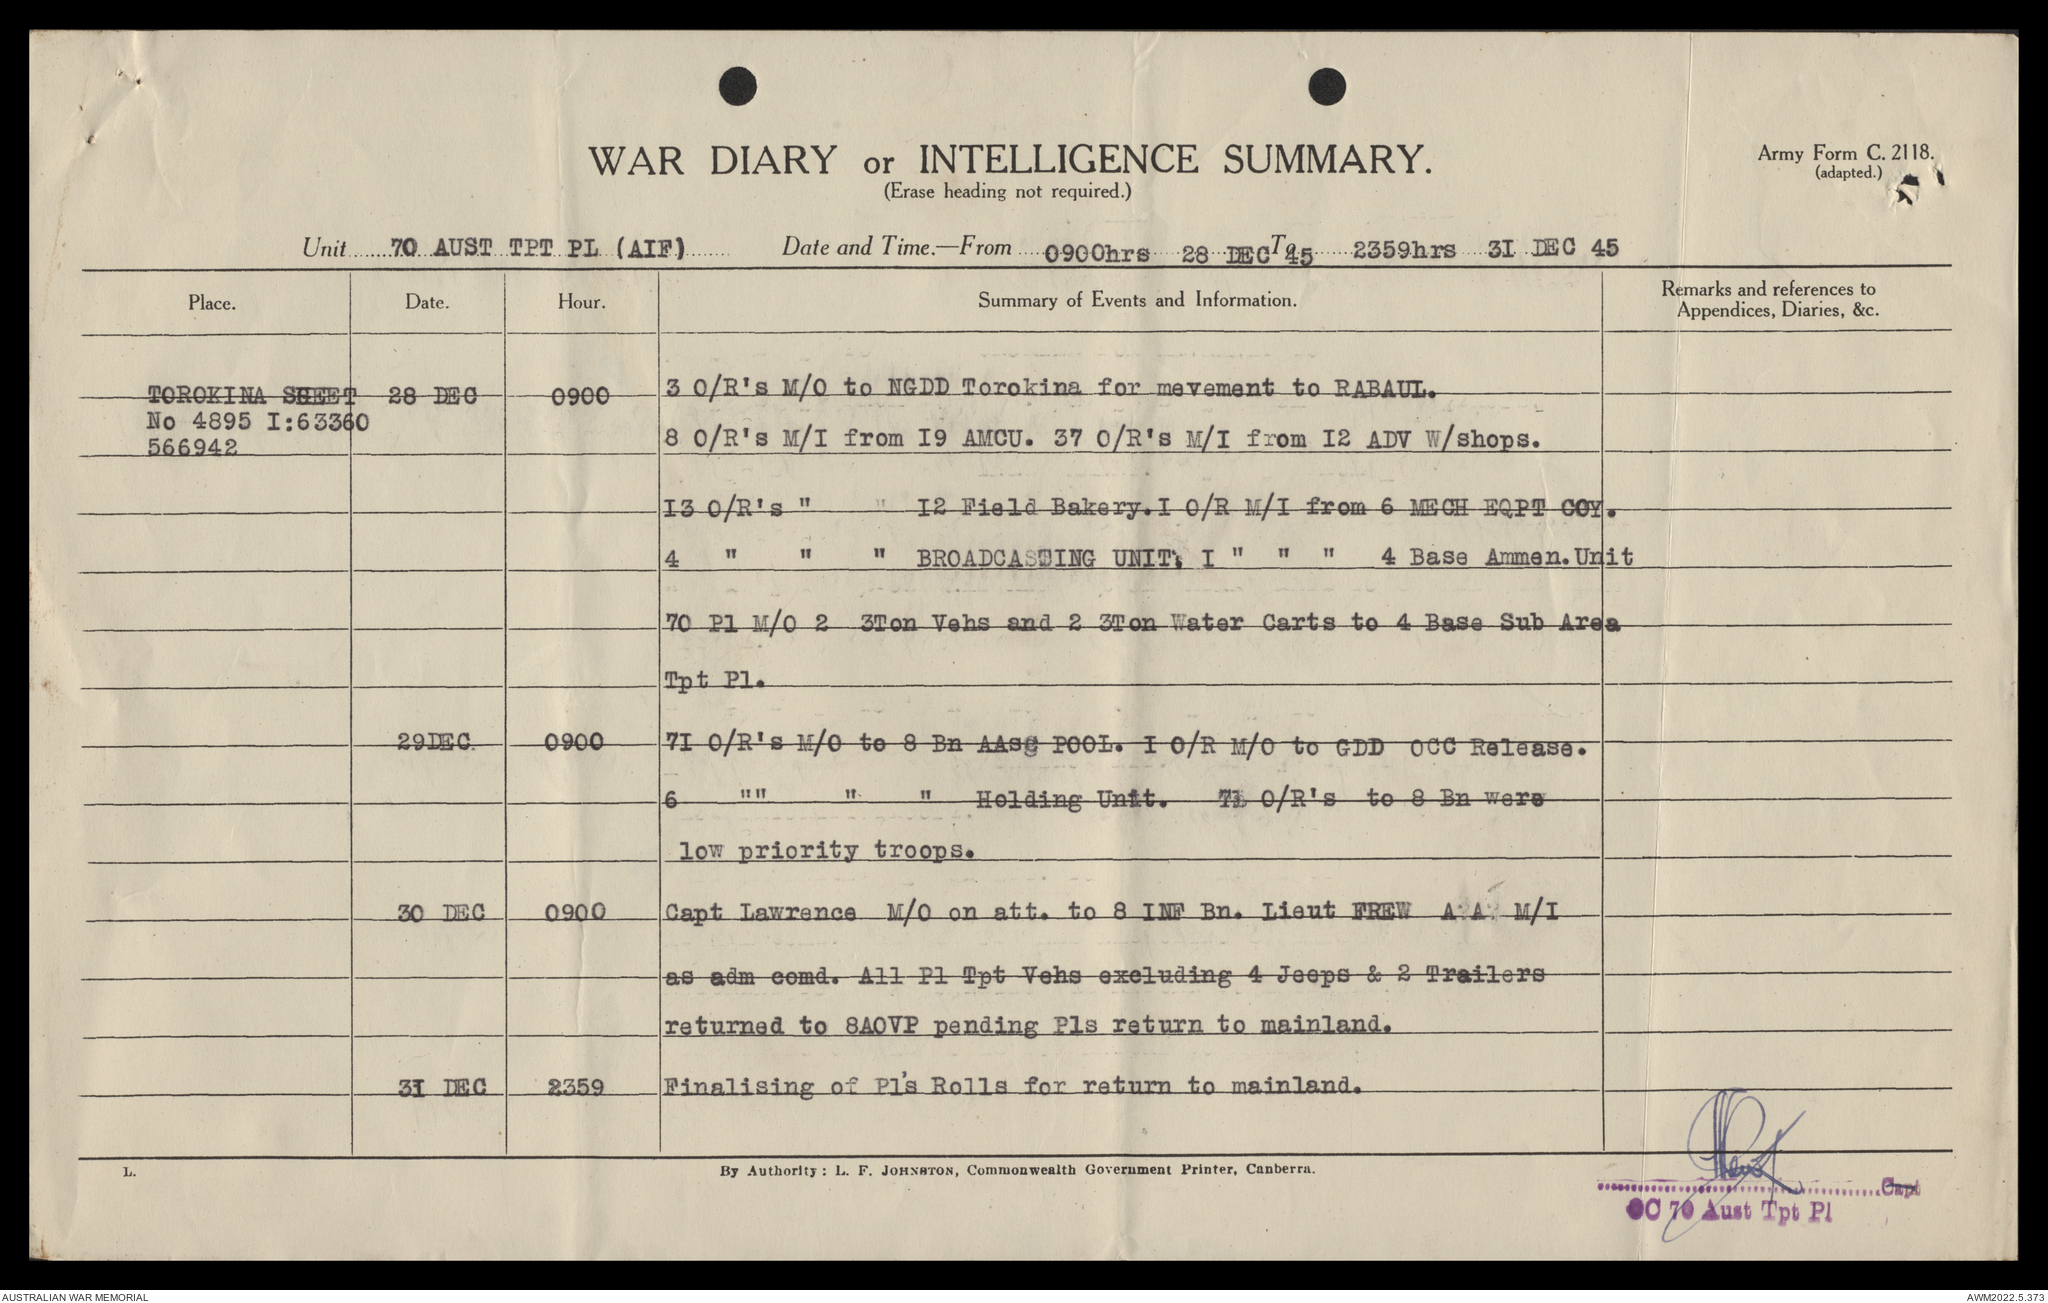 WAR DIARY or INTELLIGENCE SUMMARY.
(Erase heading not required.)
Army Form C. 2118.
(adapted.)
Unit 70 AUST TPT PL (AIF) Date and Time.—From 0900hrs 28 DEC 45 To 2359hrs 3I DEC 45
Place. Date. Hour. Summary of Events and Information. Remarks and references to
Appendices, Diaries, &c.
TOROKINA SHEET 28 DEC 0900 3 O/R's M/O to NGDD Torokina for mevement to RABAUL.
No 4895 I:63360
566942 8 O/R's M/I from I9 AMCU. 37 O/R's M/I from I2 ADV W/shops.
I3 O/R's " " I2 Field Bakery.I O/R M/I from 6 MECH EQPT COY.
4 " " " BROADCASTING UNIT; I " " " 4 Base Ammen.Unit
70 Pl M/O 2 3Ton Vehs and 2 3Ton Water Carts to 4 Base Sub Area
Tpt Pl.
29DEC 0900 7I O/R's M/O to 8 Bn AAsg POOL. I O/R M/O to GDD OCC Release.
6 "" " " Holding Unit. 7I O/R's to 8 Bn were
low priority troops.
30 DEC 0900 Capt Lawrence M/O on att. to 8 INF Bn. Lieut FREW A A M/I
as adm comd. All Pl Tpt Vehs excluding 4 Jeeps & 2 Trailers
returned to 8AOVP pending Pls return to mainland.
3I DEC 2359 Finalising of Pl's Rolls for return to mainland.
L. By Authority: L. F. JOHNSTON, Commonwealth Government Printer, Canberra.
Capt
OC 70 Aust Tpt Pl
AUSTRALIAN WAR MEMORIAL AWM2022.5.373